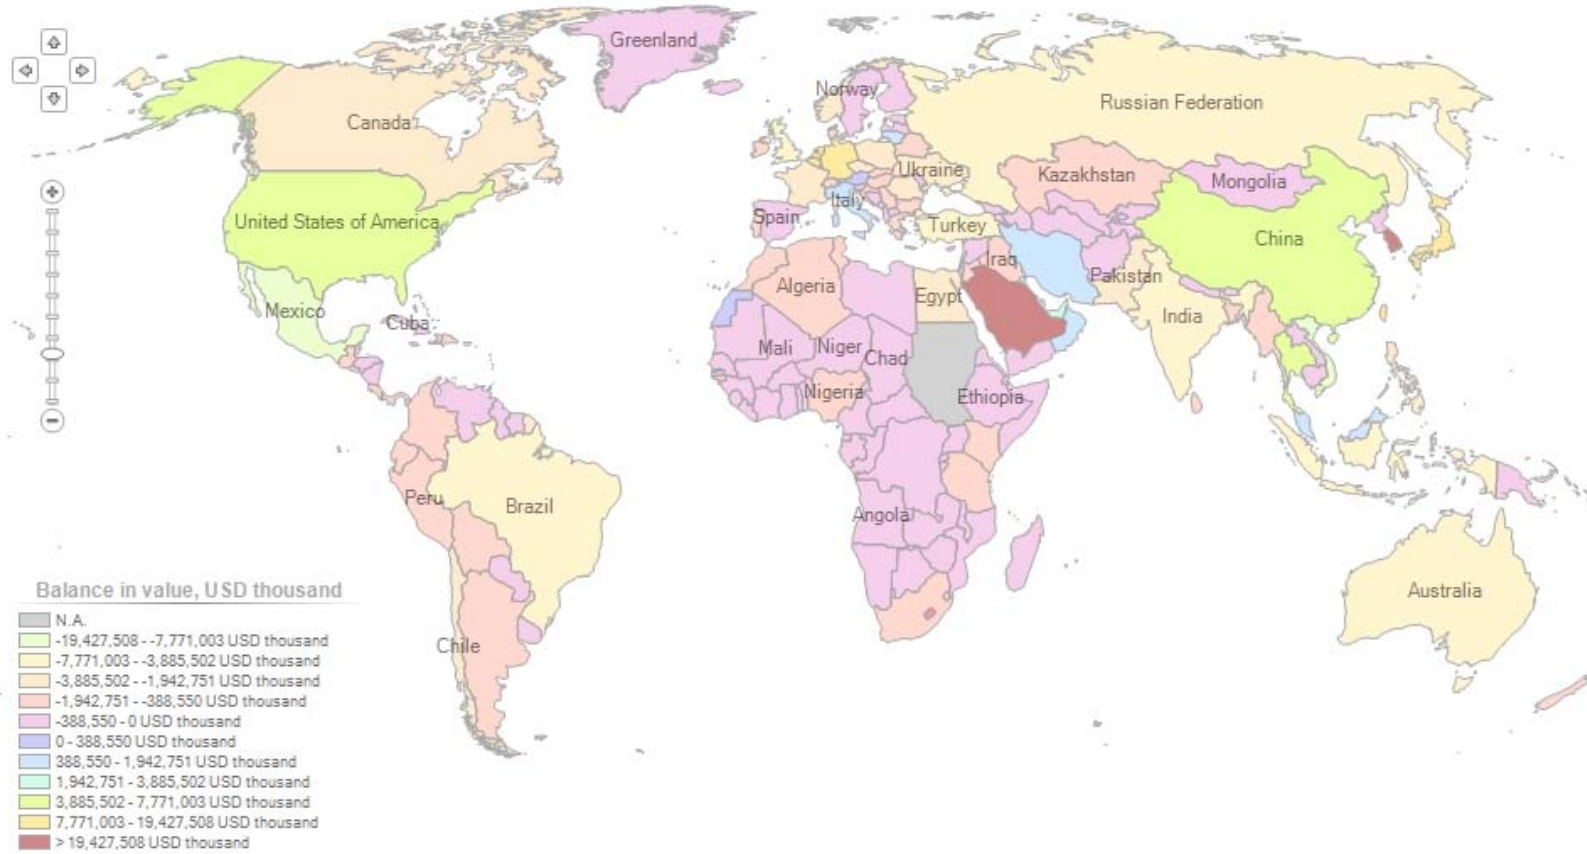 Greenland
Norway
Russian Federation
Canada
Ukraine
Kazakhstan
Mongolia
Italy
United States of America
Spain
Turkey
China
Iraq
Pakistan
Algeria
Egypt
Mexico
India
Cuba
Mali
Niger
Chad
Nigeria
Ethiopia
Peru
Brazil
Angola
Australia
Chile
Balance in value, USD thousand
N.A.
-19,427,508 - -7,771,003 USD thousand
-7,771,003 - -3,885,502 USD thousand
-3,885,502 - -1,942,751 USD thousand
-1,942,751 - -388,550 USD thousand
-388,550 - 0 USD thousand
0 - 388,550 USD thousand
388,550 - 1,942,751 USD thousand
1,942,751 - 3,885,502 USD thousand
3,885,502 - 7,771,003 USD thousand
7,771,003 - 19,427,508 USD thousand
> 19,427,508 USD thousand